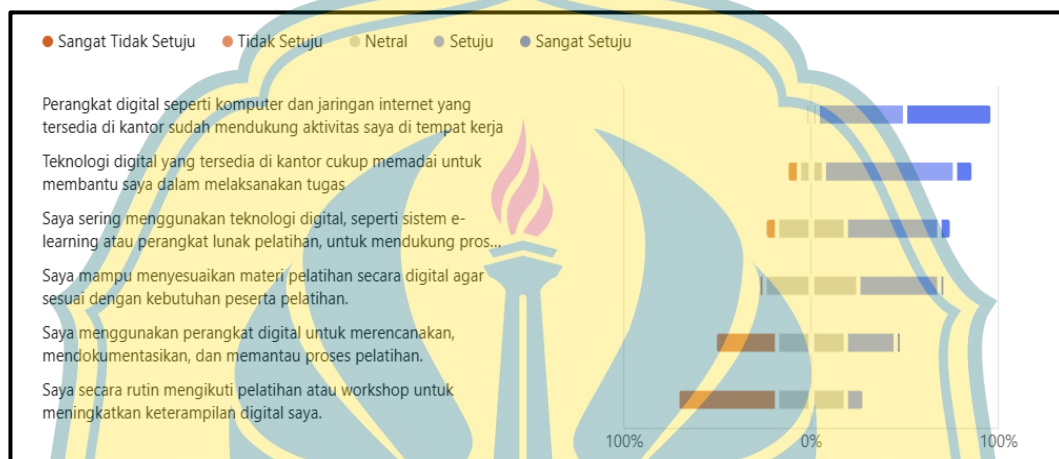 Sangat Tidak Setuju Tidak Setuju Netral Setuju Sangat Setuju
Perangkat digital seperti komputer dan jaringan internet yang
tersedia di kantor sudah mendukung aktivitas saya di tempat kerja
Teknologi digital yang tersedia di kantor cukup memadai untuk
membantu saya dalam melaksanakan tugas
Saya sering menggunakan teknologi digital, seperti sistem e-
learning atau perangkat lunak pelatihan, untuk mendukung pros...
Saya mampu menyesuaikan materi pelatihan secara digital agar
sesuai dengan kebutuhan peserta pelatihan.
Saya menggunakan perangkat digital untuk merencanakan,
mendokumentasikan, dan memantau proses pelatihan.
Saya secara rutin mengikuti pelatihan atau workshop untuk
meningkatkan keterampilan digital saya.
100% 0% 100%